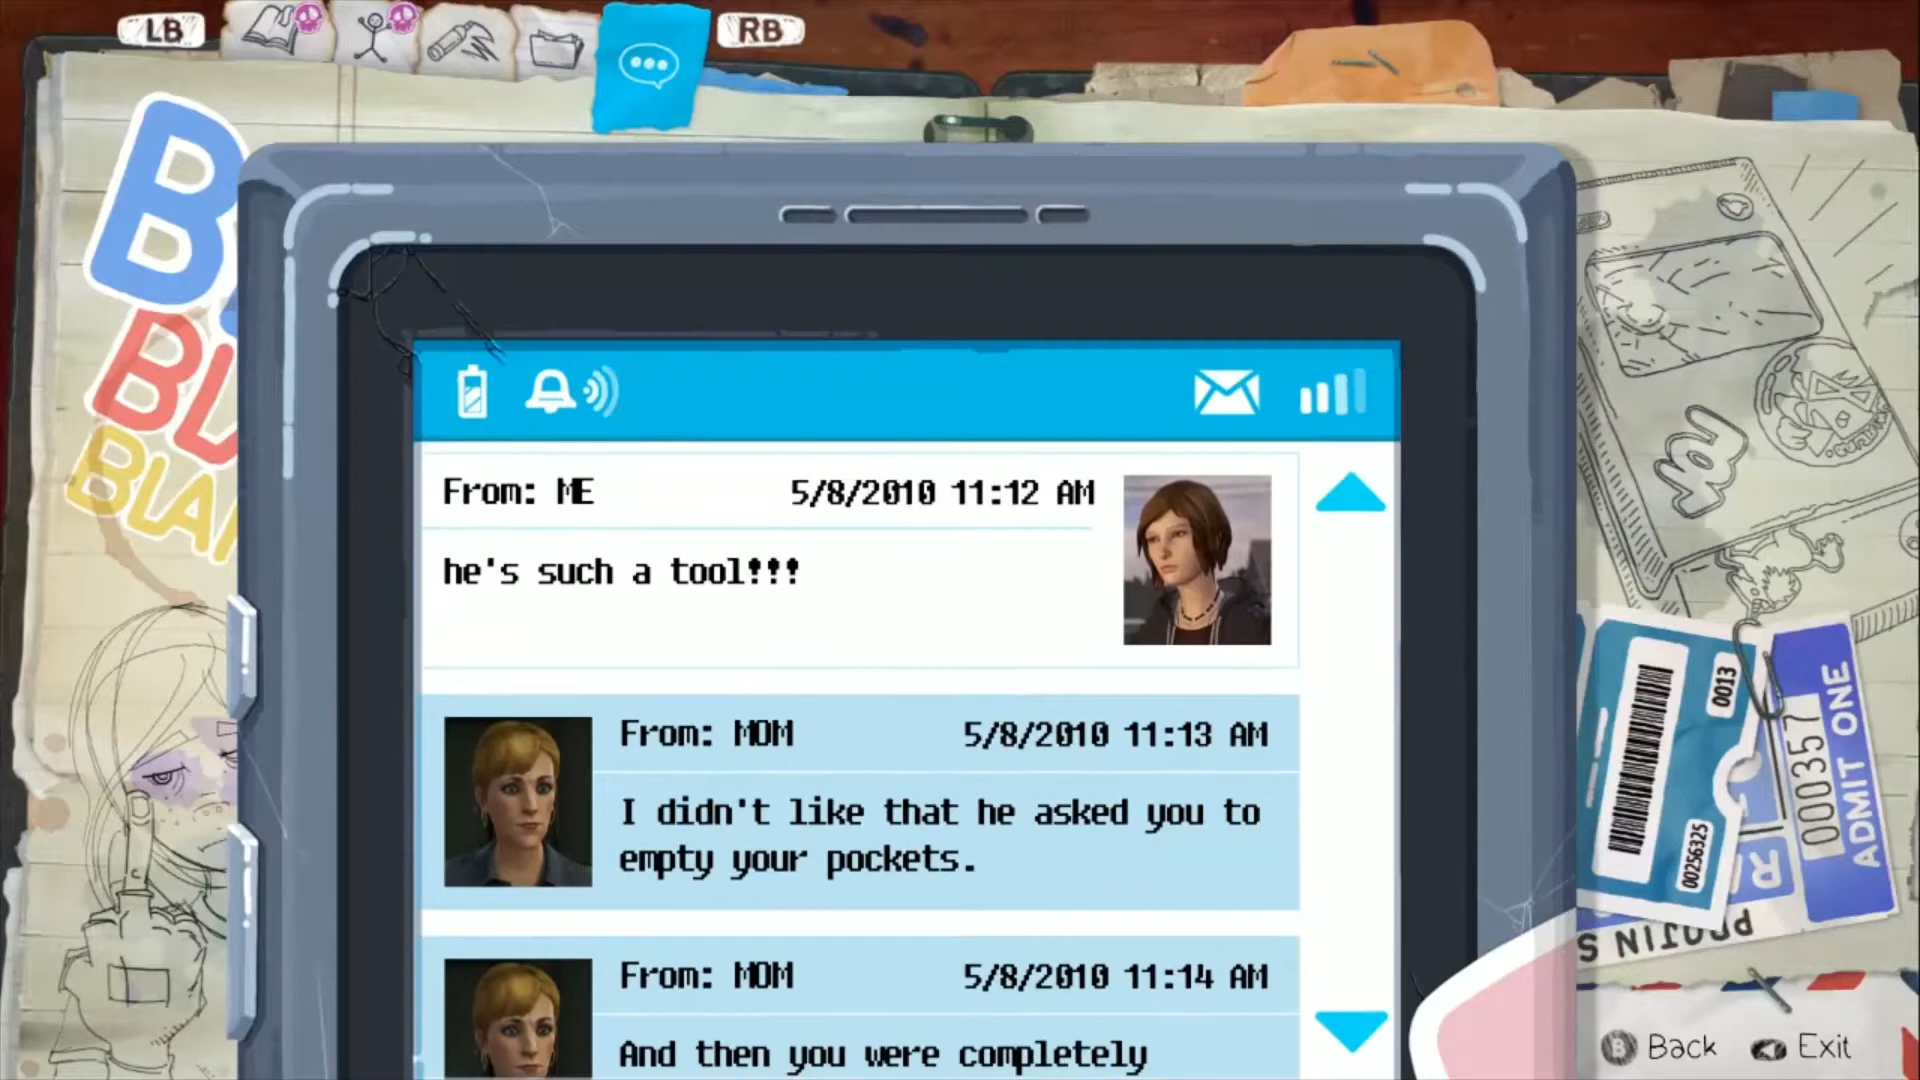 LB
RB
From: ME
5/8/2010 11:12 AM
he's such a tool!!!
From: MOM
5/8/2010 11:13 AM
I didn't like that he asked you to
empty your pockets.
From: MOM
5/8/2010 11:14 AM
And then you were completely
0013
00256325
000357
ADMIT ONE
Back
Exit